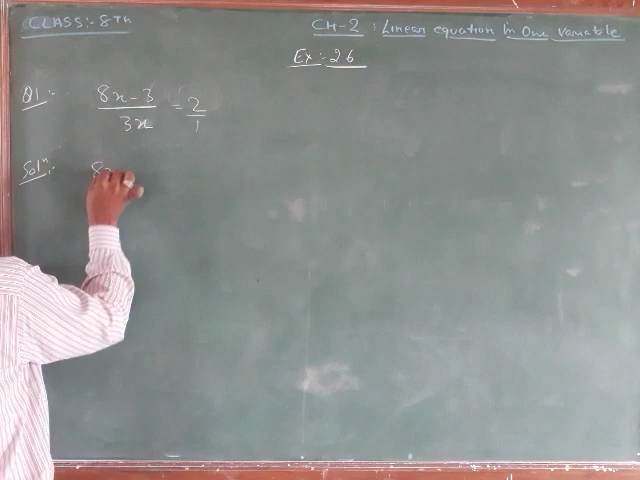 CLASS:- 8TH CH-2 : Linear equation in One variable
Ex:- 2.6
Q1:- 8x-3/3x = 2/1
Solⁿ:- 8